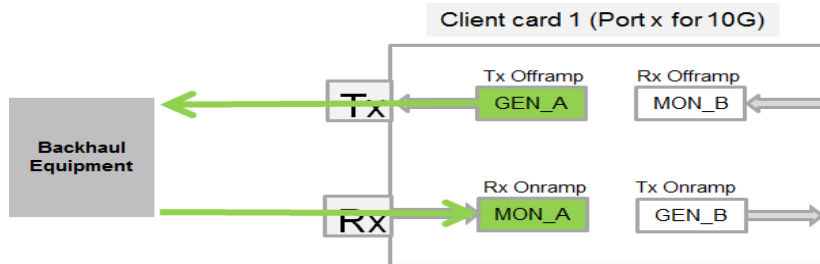 Client card 1 (Port x for 10G)
Tx Offramp
Rx Offramp
Tx
GEN_A
MON_B
Backhaul
Equipment
Rx Onramp
Tx Onramp
Rx
MON_A
GEN_B